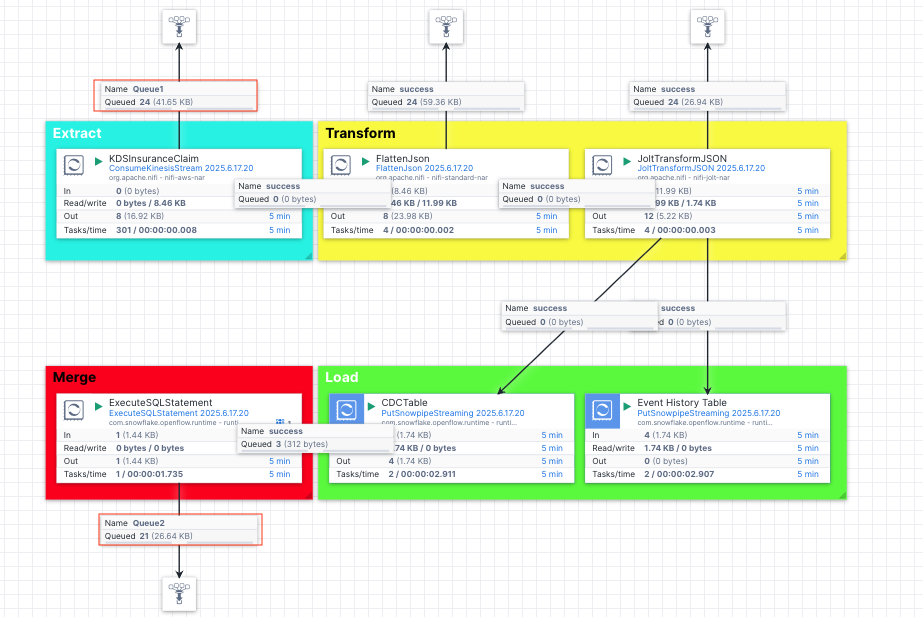 Name Queue1
Queued 24 (41.65 KB)
Name success
Queued 24 (59.36 KB)
Name success
Queued 24 (26.94 KB)
Extract
KDSInsuranceClaim
ConsumeKinesisStream 2025.6.17.20
org.apache.nifi - nifi-aws-nar
In 0 (0 bytes)
Read/write 0 bytes / 8.46 KB
Out 8 (16.92 KB) 5 min
Tasks/time 301 / 00:00:00.008 5 min
Name success
Queued 0 (0 bytes)
Transform
FlattenJson
FlattenJson 2025.6.17.20
org.apache.nifi - nifi-standard-nar
(8.46 KB)
46 KB / 11.99 KB
Out 8 (23.98 KB) 5 min
Tasks/time 4 / 00:00:00.002 5 min
Name success
Queued 0 (0 bytes)
JoltTransformJSON
JoltTransformJSON 2025.6.17.20
org.apache.nifi - nifi-jolt-nar
11.99 KB) 5 min
99 KB / 1.74 KB 5 min
Out 12 (5.22 KB) 5 min
Tasks/time 4 / 00:00:00.003 5 min
Name success
Queued 0 (0 bytes)
success
ed 0 (0 bytes)
Merge
ExecuteSQLStatement
ExecuteSQLStatement 2025.6.17.20
com.snowflake.openflow.runtime - runti...
In 1 (1.44 KB)
Read/write 0 bytes / 0 bytes
Out 1 (1.44 KB) 5 min
Tasks/time 1 / 00:00:01.735 5 min
Name success
Queued 3 (312 bytes)
Load
CDCTable
PutSnowpipeStreaming 2025.6.17.20
com.snowflake.openflow.runtime - runti...
(1.74 KB) 5 min
.74 KB / 0 bytes 5 min
Out 4 (1.74 KB) 5 min
Tasks/time 2 / 00:00:02.911 5 min
Event History Table
PutSnowpipeStreaming 2025.6.17.20
com.snowflake.openflow.runtime - runti...
In 4 (1.74 KB) 5 min
Read/write 1.74 KB / 0 bytes 5 min
Out 0 (0 bytes) 5 min
Tasks/time 2 / 00:00:02.907 5 min
Name Queue2
Queued 21 (26.64 KB)